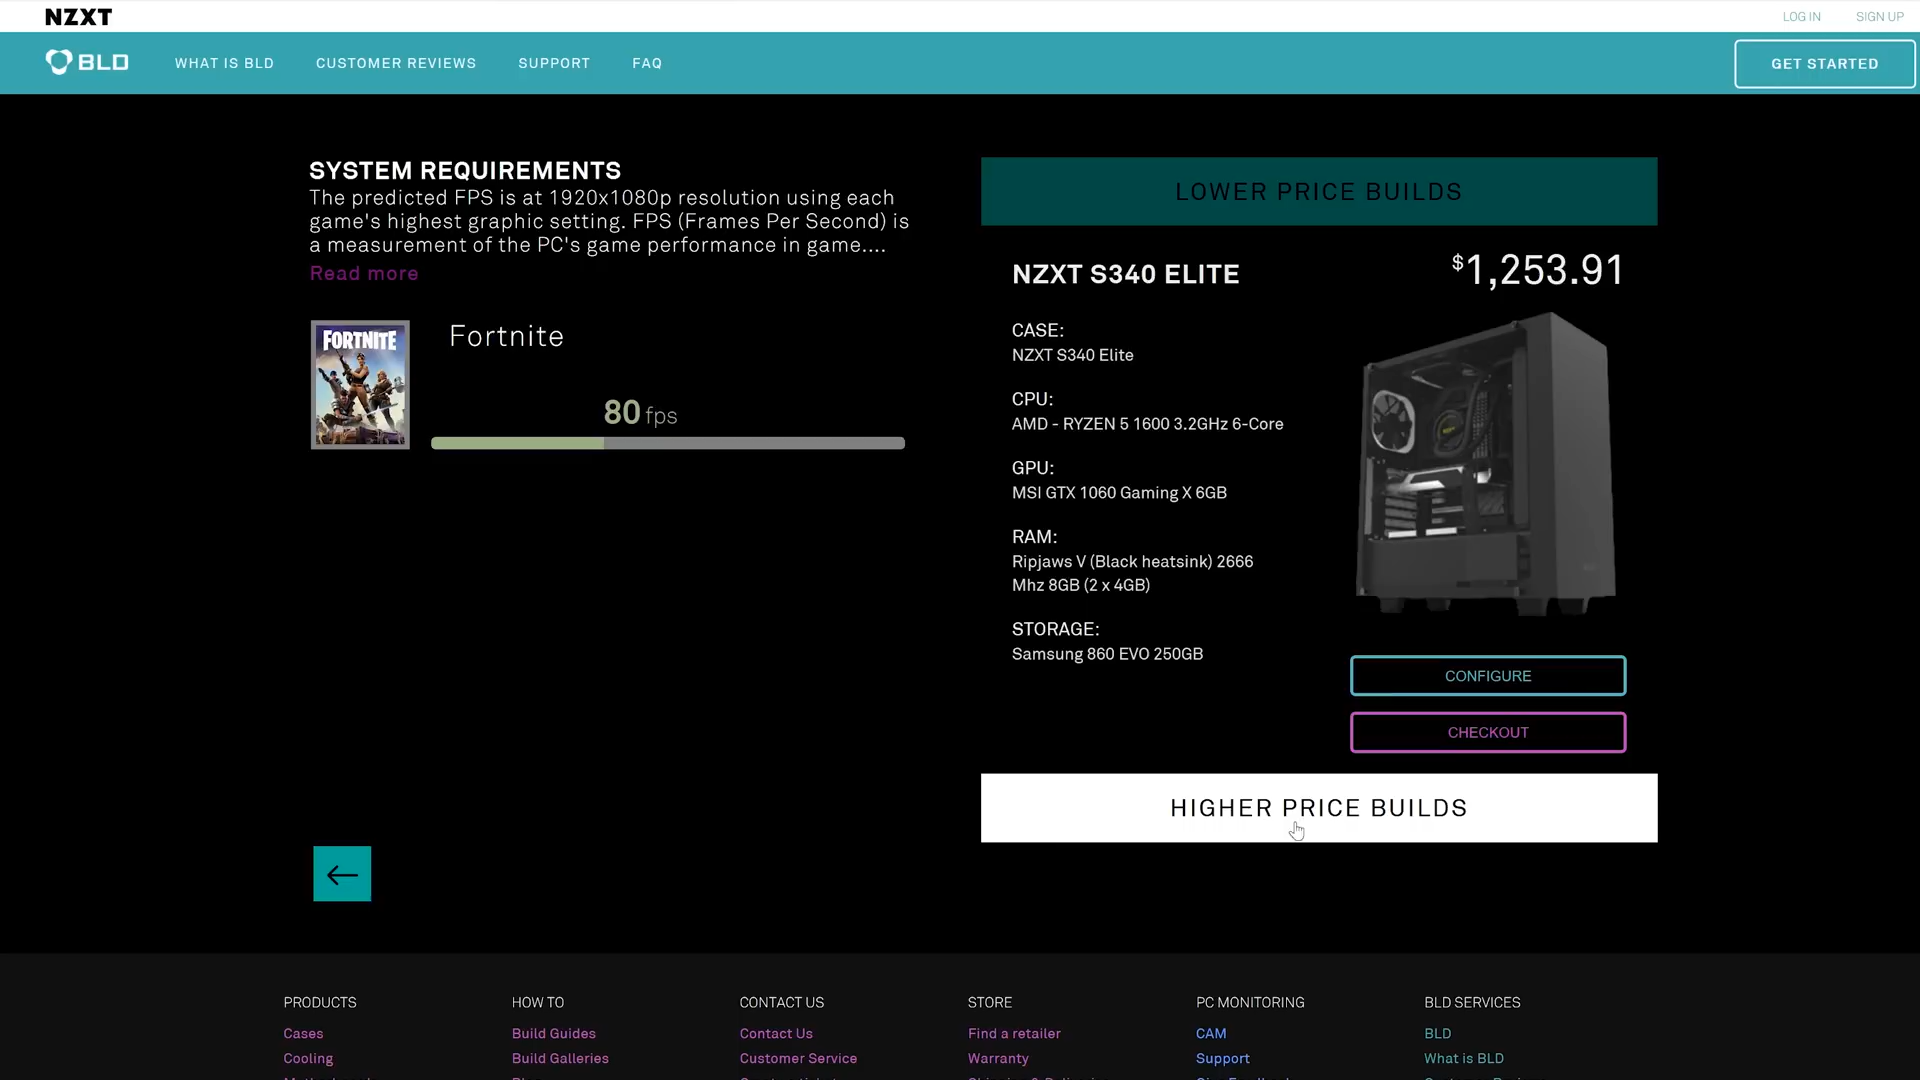 NZXT
LOG IN
SIGN UP
BLD
WHAT IS BLD
CUSTOMER REVIEWS
SUPPORT
FAQ
GET STARTED
SYSTEM REQUIREMENTS
The predicted FPS is at 1920x1080p resolution using each
game's highest graphic setting. FPS (Frames Per Second) is
a measurement of the PC's game performance in game....
Read more
FORTNITE
Fortnite
80 fps
LOWER PRICE BUILDS
NZXT S340 ELITE
$1,253.91
CASE:
NZXT S340 Elite
CPU:
AMD - RYZEN 5 1600 3.2GHz 6-Core
GPU:
MSI GTX 1060 Gaming X 6GB
RAM:
Ripjaws V (Black heatsink) 2666
Mhz 8GB (2 x 4GB)
STORAGE:
Samsung 860 EVO 250GB
CONFIGURE
CHECKOUT
HIGHER PRICE BUILDS
PRODUCTS
Cases
Cooling
HOW TO
Build Guides
Build Galleries
CONTACT US
Contact Us
Customer Service
STORE
Find a retailer
Warranty
PC MONITORING
CAM
Support
BLD SERVICES
BLD
What is BLD